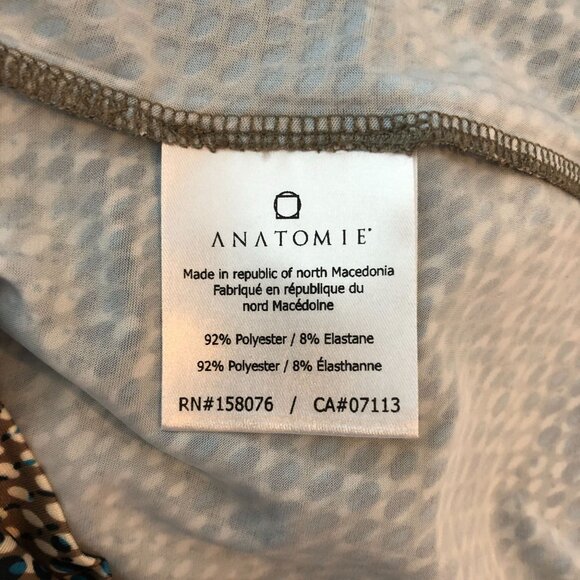 ANATOMIE®
Made in republic of north Macedonia
Fabriqué en république du
nord Macédoine
92% Polyester / 8% Elastane
92% Polyester / 8% Élasthanne
RN#158076 / CA#07113